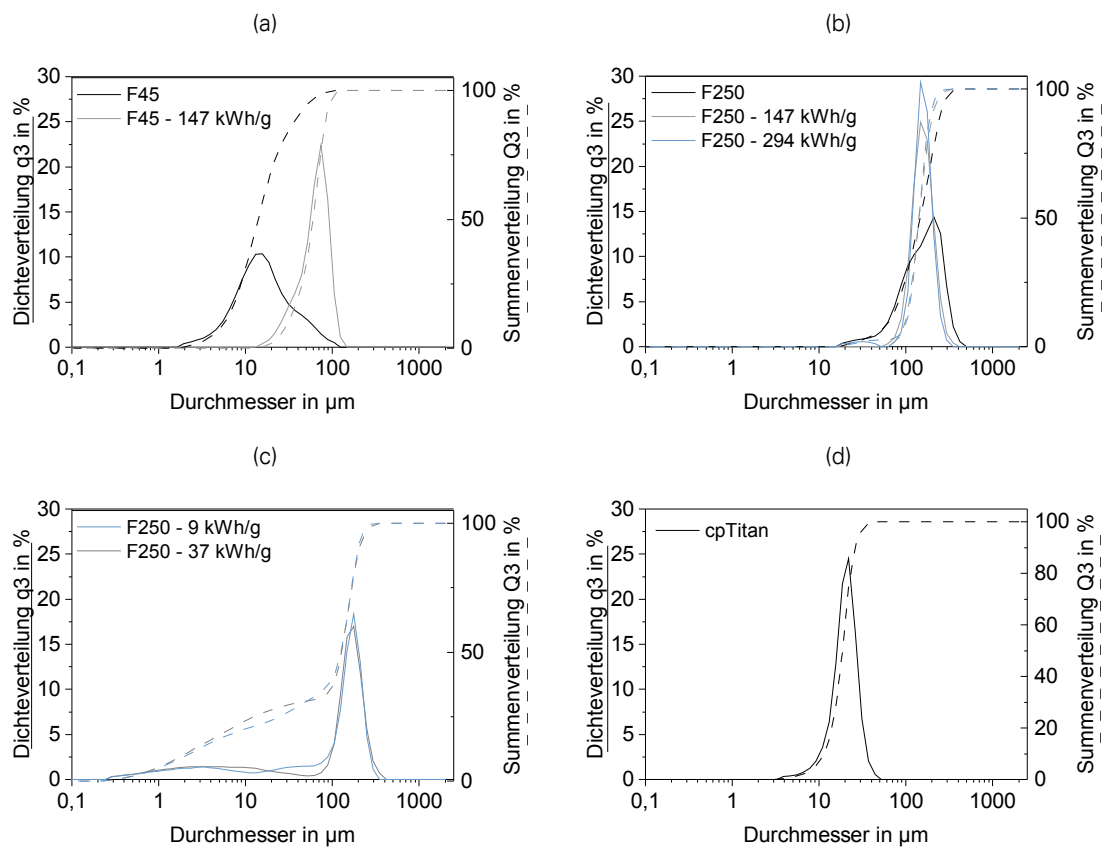 (a)
30
25
20
15
10
5
0
Dichteverteilung q3 in %
F45
F45 - 147 kWh/g
100
50
0
Summenverteilung Q3 in %
0,1
1
10
100
1000
Durchmesser in µm
(b)
30
25
20
15
10
5
0
Dichteverteilung q3 in %
F250
F250 - 147 kWh/g
F250 - 294 kWh/g
100
50
0
Summenverteilung Q3 in %
0,1
1
10
100
1000
Durchmesser in µm
(c)
30
25
20
15
10
5
0
Dichteverteilung q3 in %
F250 - 9 kWh/g
F250 - 37 kWh/g
100
50
0
Summenverteilung Q3 in %
0,1
1
10
100
1000
Durchmesser in µm
(d)
30
25
20
15
10
5
0
Dichteverteilung q3 in %
cpTitan
100
80
60
40
20
0
Summenverteilung Q3 in %
0,1
1
10
100
1000
Durchmesser in µm